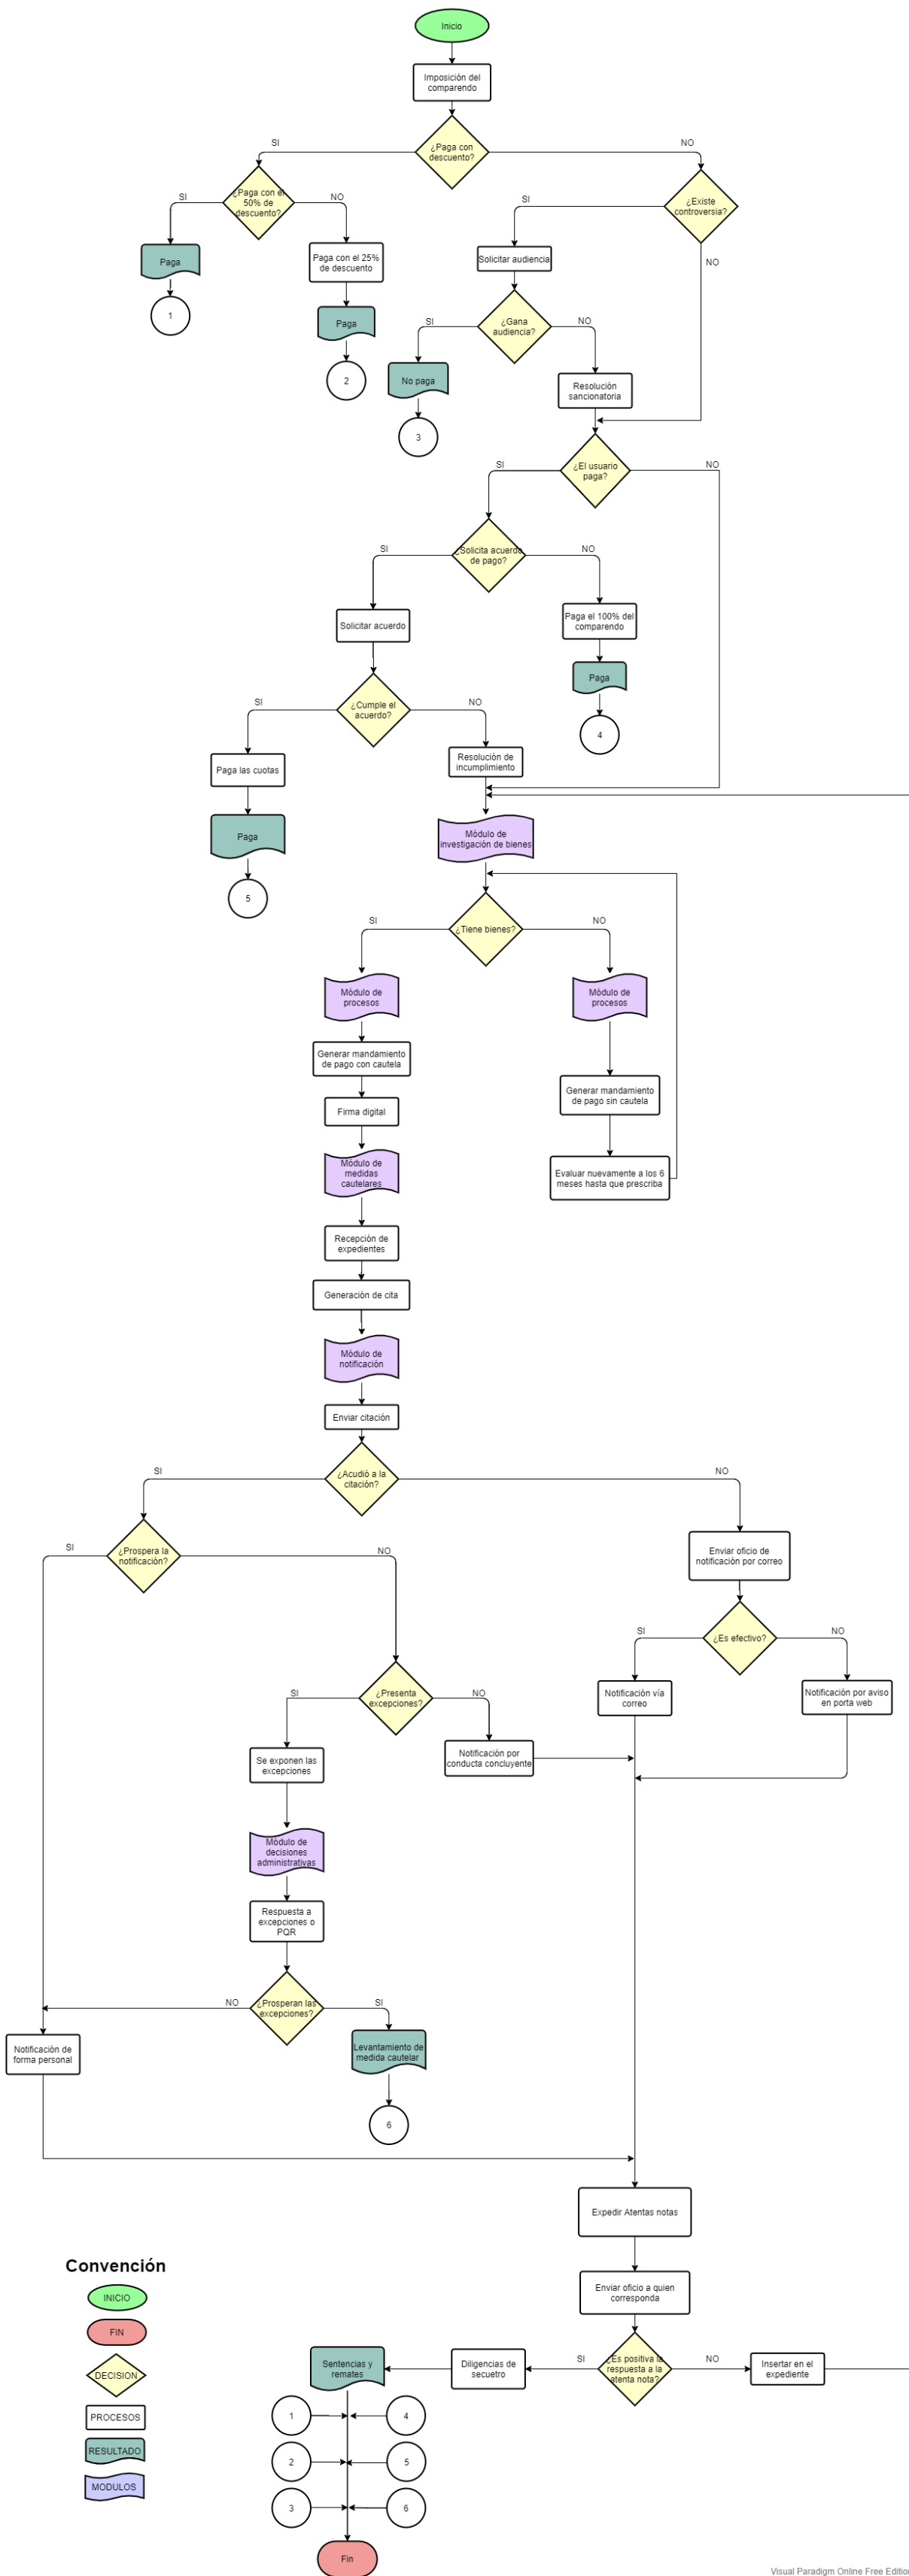 Inicio
Imposición del
comparendo
¿Paga con
descuento?
SI
NO
¿Paga con el
50% de
descuento?
SI
NO
¿Existe
controversia?
SI
NO
Paga
1
Paga con el 25%
de descuento
Paga
2
Solicitar audiencia
¿Gana
audiencia?
SI
NO
No paga
3
Resolución
sancionatoria
¿El usuario
paga?
SI
NO
¿Solicita acuerdo
de pago?
SI
NO
Solicitar acuerdo
Paga el 100% del
comparendo
Paga
4
¿Cumple el
acuerdo?
SI
NO
Paga las cuotas
Paga
5
Resolución de
incumplimiento
Módulo de
investigación de bienes
¿Tiene bienes?
SI
NO
Módulo de
procesos
Módulo de
procesos
Generar mandamiento
de pago con cautela
Generar mandamiento
de pago sin cautela
Firma digital
Evaluar nuevamente a los 6
meses hasta que prescriba
Módulo de
medidas
cautelares
Recepción de
expedientes
Generación de cita
Módulo de
notificación
Enviar citación
¿Acudió a la
citación?
SI
NO
¿Prospera la
notificación?
SI
NO
Enviar oficio de
notificación por correo
¿Es efectivo?
SI
NO
Notificación vía
correo
Notificación por aviso
en porta web
¿Presenta
excepciones?
SI
NO
Se exponen las
excepciones
Notificación por
conducta concluyente
Módulo de
decisiones
administrativas
Respuesta a
excepciones o
PQR
¿Prosperan las
excepciones?
NO
SI
Notificación de
forma personal
Levantamiento de
medida cautelar
6
Expedir Atentas notas
Enviar oficio a quien
corresponda
¿Es positiva la
respuesta a la
atenta nota?
SI
NO
Diligencias de
secuetro
Insertar en el
expediente
Sentencias y
remates
1
4
2
5
3
6
Fin
Convención
INICIO
FIN
DECISION
PROCESOS
RESULTADO
MODULOS
Visual Paradigm Online Free Edition